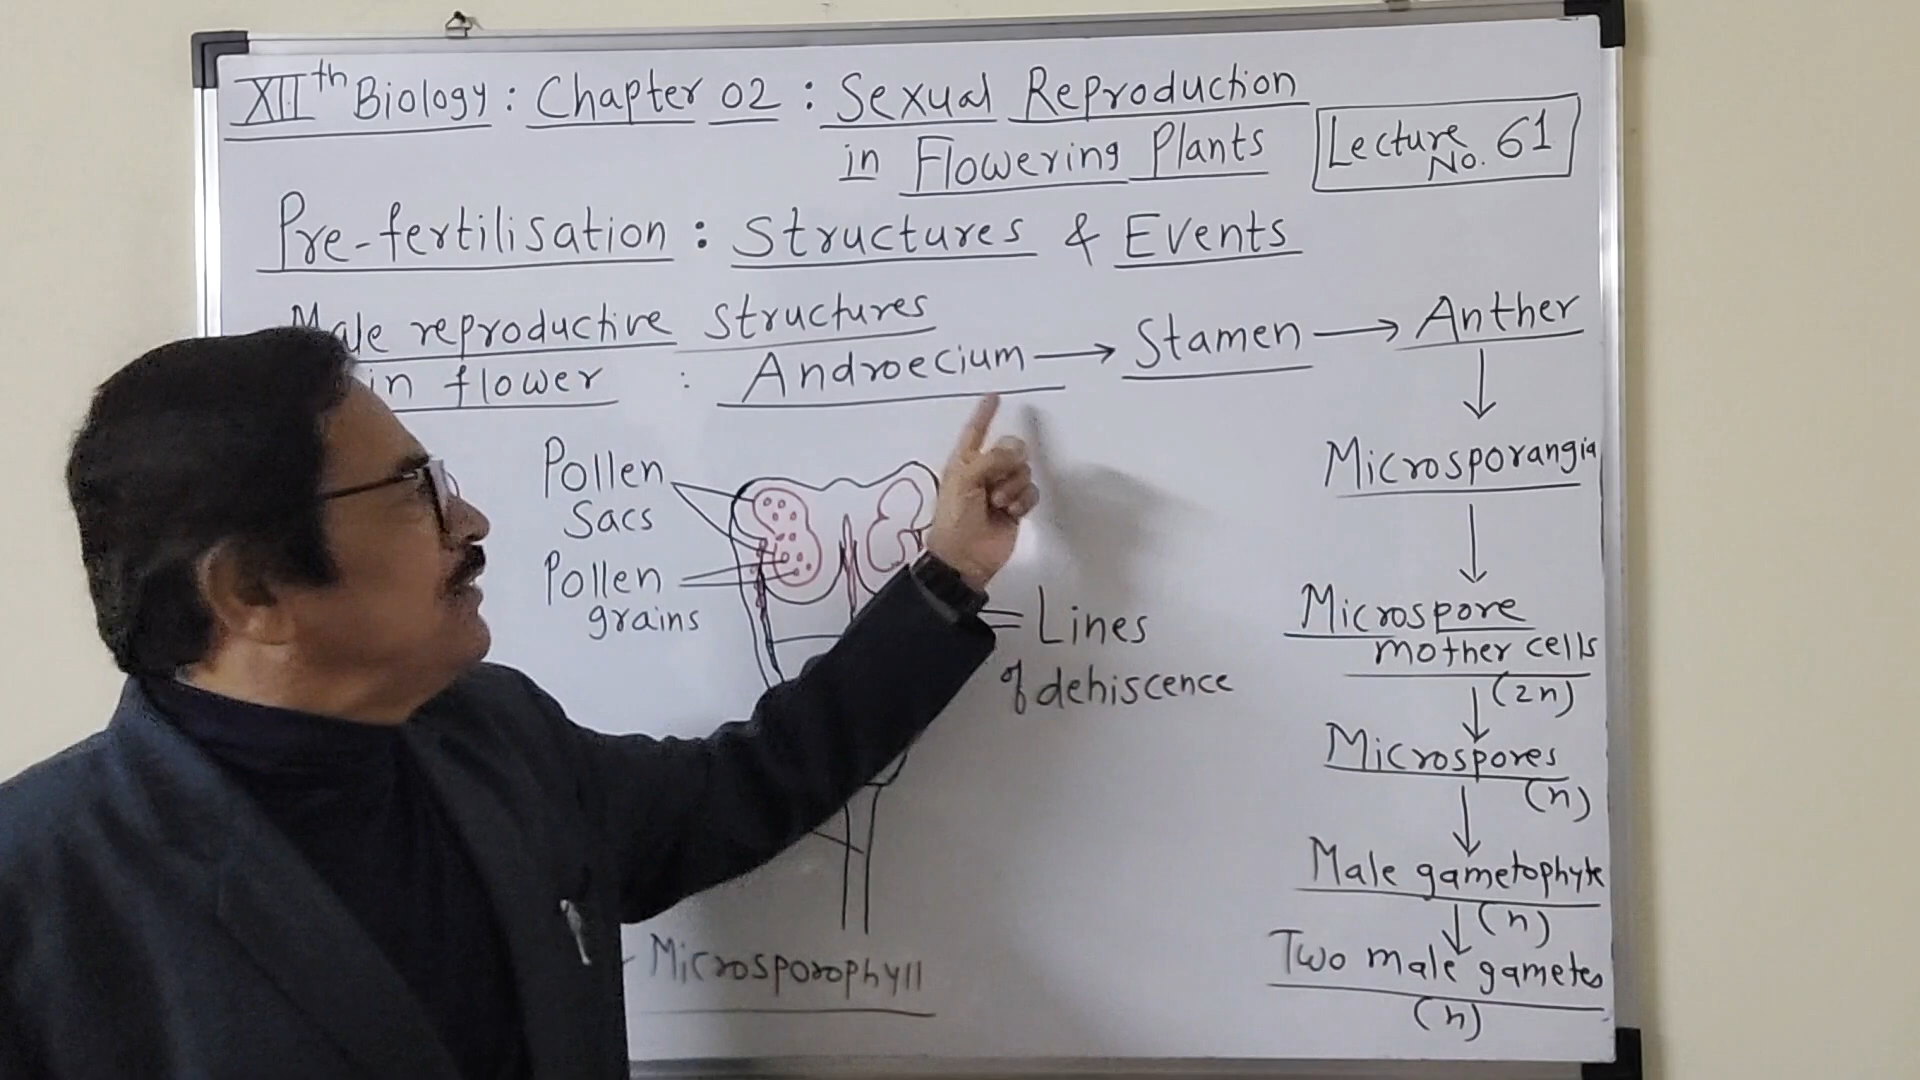 XIIth Biology : Chapter 02 : Sexual Reproduction
in Flowering Plants
Lecture No. 61
Pre-fertilisation : Structures & Events
Male reproductive structures
in flower : Androecium → Stamen → Anther
Microsporangia
Pollen
Sacs
Pollen
grains
Lines
of dehiscence
Microspore
mother cells
(2n)
Microspores
(n)
Male gametophyte
(n)
Two male gametes
(n)
Microsporophyll